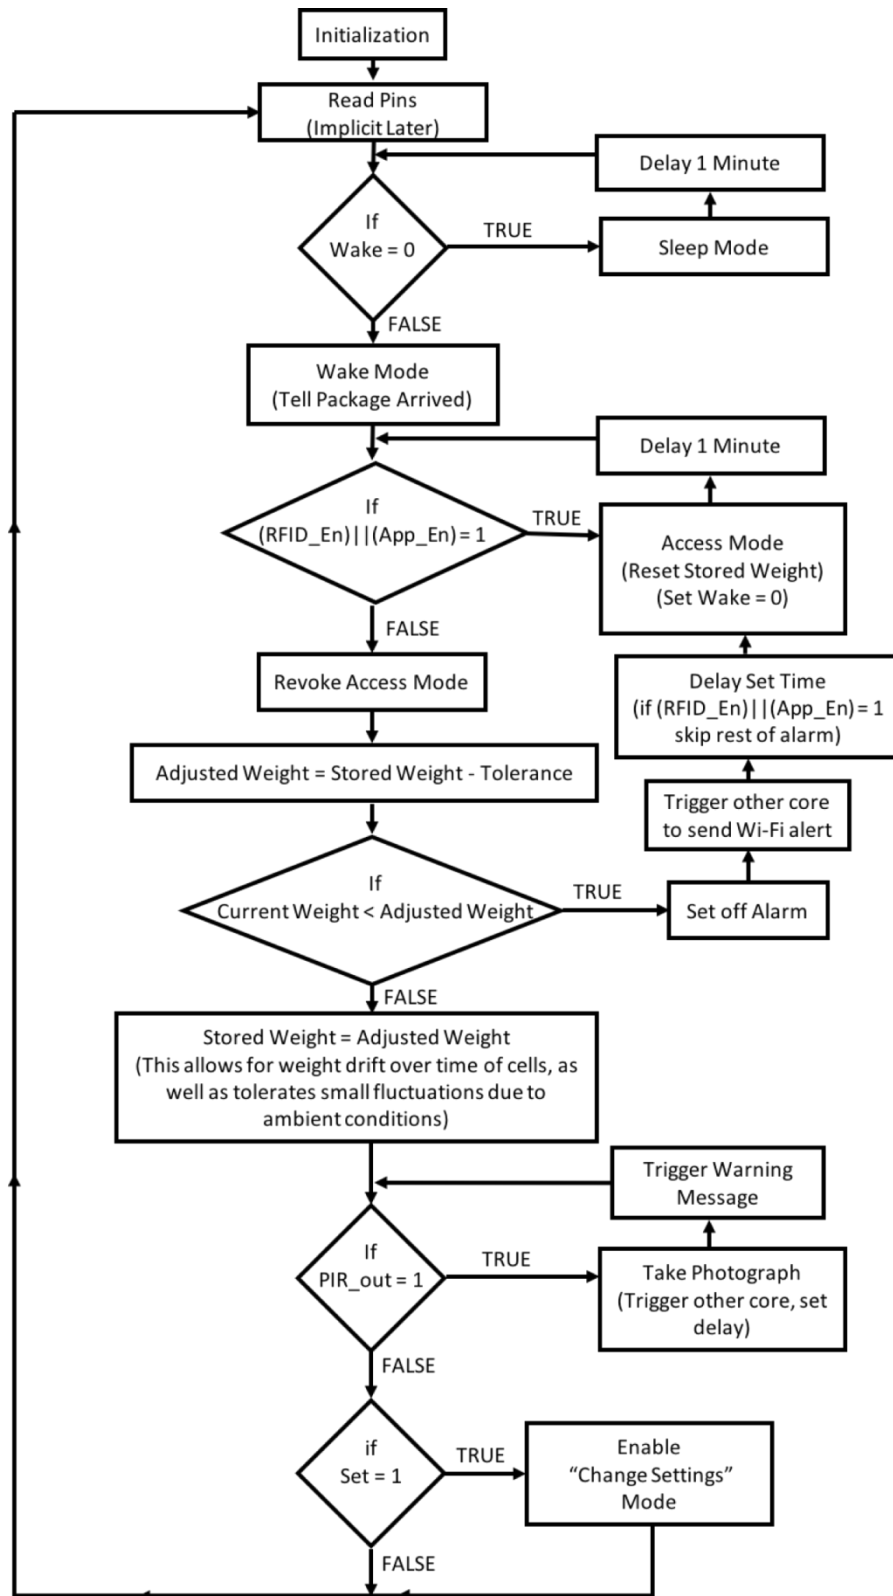 Initialization
Read Pins
(Implicit Later)
Delay 1 Minute
If
Wake = 0
TRUE
Sleep Mode
FALSE
Wake Mode
(Tell Package Arrived)
Delay 1 Minute
If
(RFID_En)||(App_En) = 1
TRUE
Access Mode
(Reset Stored Weight)
(Set Wake = 0)
FALSE
Revoke Access Mode
Delay Set Time
(if (RFID_En)||(App_En) = 1
skip rest of alarm)
Adjusted Weight = Stored Weight - Tolerance
Trigger other core
to send Wi-Fi alert
If
Current Weight < Adjusted Weight
TRUE
Set off Alarm
FALSE
Stored Weight = Adjusted Weight
(This allows for weight drift over time of cells, as
well as tolerates small fluctuations due to
ambient conditions)
Trigger Warning
Message
If
PIR_out = 1
TRUE
Take Photograph
(Trigger other core, set
delay)
FALSE
if
Set = 1
TRUE
Enable
“Change Settings”
Mode
FALSE